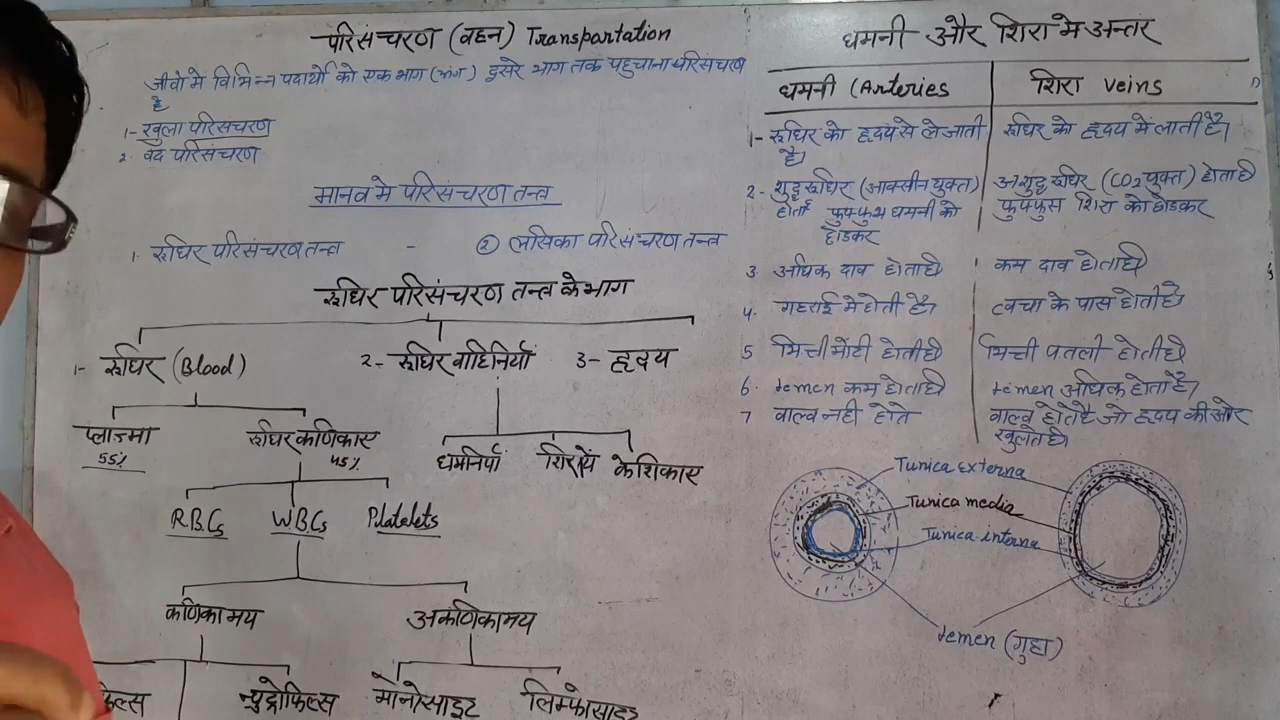 परिसंचरण (वहन) Transpartation
जीवो मे विभिन्न पदार्थो को एक भाग (अंग) दुसरे भाग तक पहुचाना परिसंचरण
है
1- खुला परिसंचरण
2. वंद परिसंचरण
मानव मे परिसंचरण तन्त्र
1. रूधिर परिसंचरण तन्त्र - ② लसिका परिसंचरण तन्त्र
रूधिर परिसंचरण तन्त्र के भाग
1- रूधिर (Blood) 2- रूधिर वाहिनियाँ 3- हृदय
प्लाज्मा रूधिर कणिकाए
55% 45%
धमनियाँ शिरायें केशिकाए
RBCs WBCs Platelets
कणिकामय अकणिकामय
न्युट्रोफिल्स मोनोसाइट लिम्फोसाइट
धमनी और शिरा मे अन्तर
धमनी (Arteries शिरा veins
1- रूधिर को हृदय से ले जाती रूधिर को हृदय में लाती है।
है।
2- शुद्ध रूधिर (आक्सीजन युक्त) अशुद्ध रूधिर (CO₂ युक्त) होता है
होता फुफ्फुस धमनी को फुफ्फुस शिरा को छोडकर
छोडकर
3. अधिक दाव होता है कम दाव होता है
4. गहराई मे होती है। त्वचा के पास होती है
5 भित्ती मोटी होती है भित्ती पतली होती है
6. lemen कम होता है lemen अधिक होता है।
7 वाल्व नही होते वाल्व होते है जो हृदय की ओर
खुलते है।
Tunica externa
Tunica media
Tunica interna
lemen (गुहा)